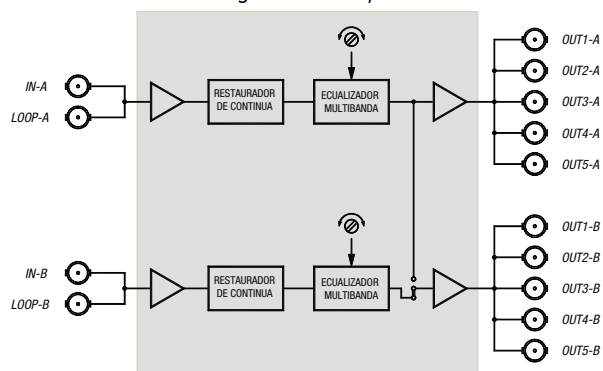 IN-A
LOOP-A
RESTAURADOR
DE CONTINUA
ECUALIZADOR
MULTIBANDA
OUT1-A
OUT2-A
OUT3-A
OUT4-A
OUT5-A
IN-B
LOOP-B
RESTAURADOR
DE CONTINUA
ECUALIZADOR
MULTIBANDA
OUT1-B
OUT2-B
OUT3-B
OUT4-B
OUT5-B